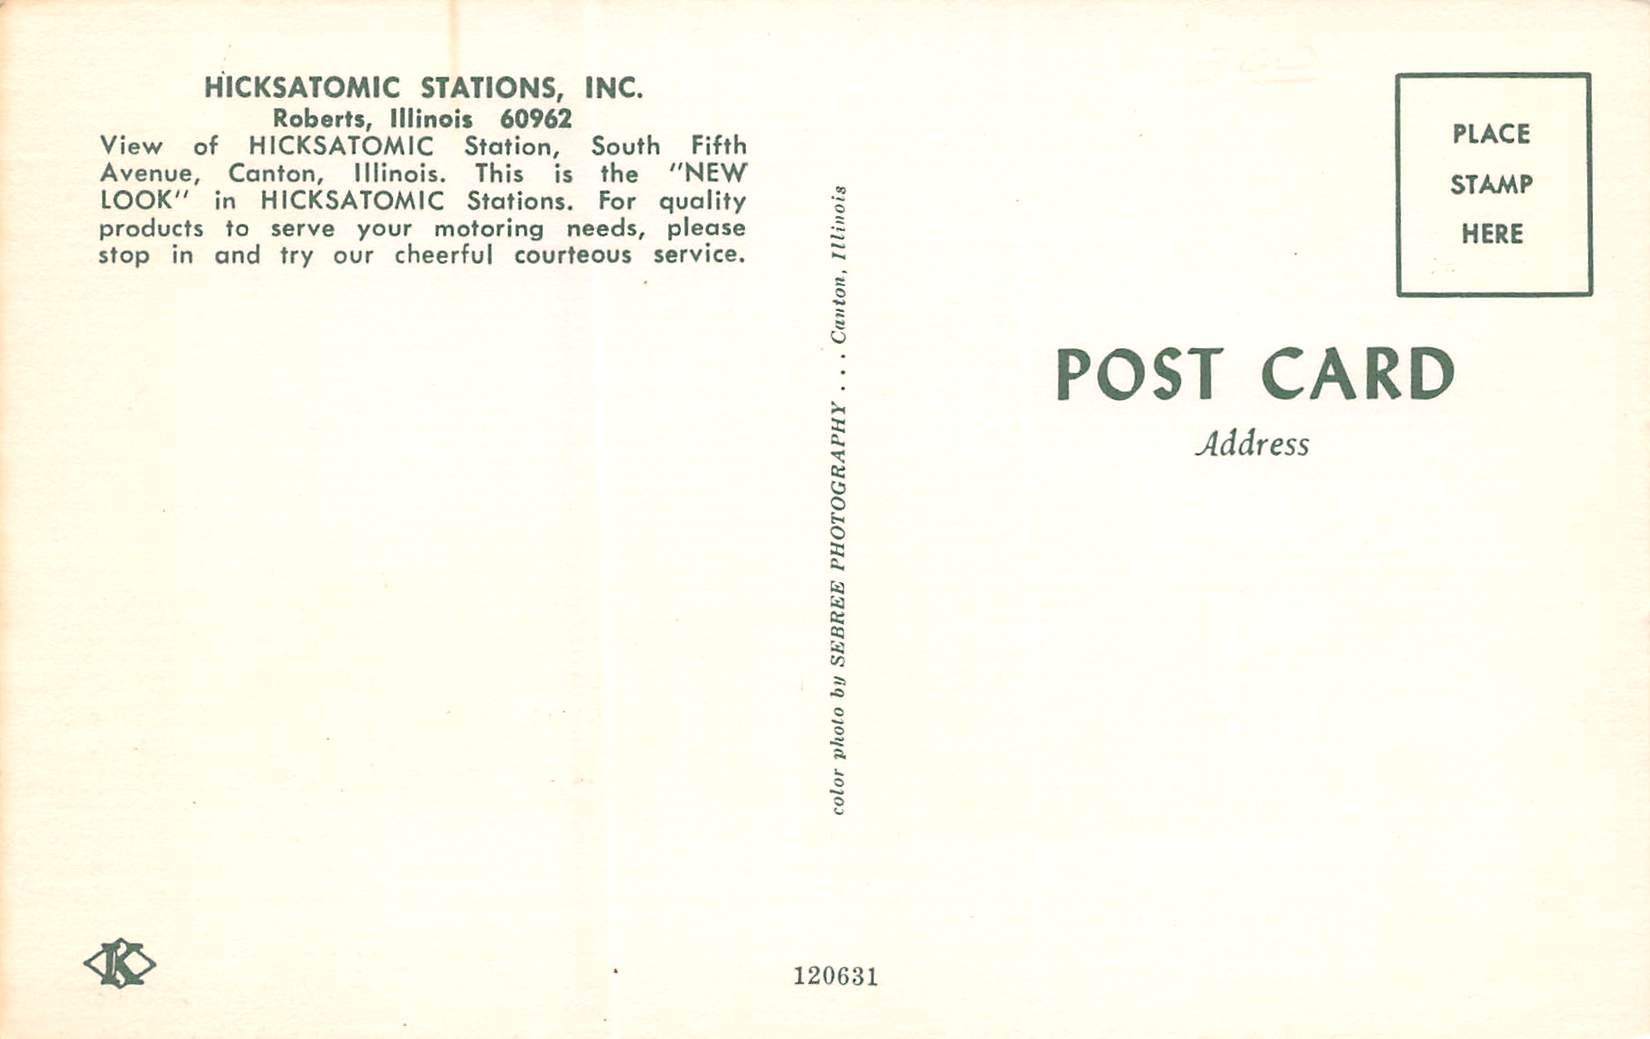 HICKSATOMIC STATIONS, INC.
Roberts, Illinois 60962
View of HICKSATOMIC Station, South Fifth
Avenue, Canton, Illinois. This is the "NEW
LOOK" in HICKSATOMIC Stations. For quality
products to serve your motoring needs, please
stop in and try our cheerful courteous service.
color photo by SEBREE PHOTOGRAPHY . . . Canton, Illinois
PLACE
STAMP
HERE
POST CARD
Address
K
120631